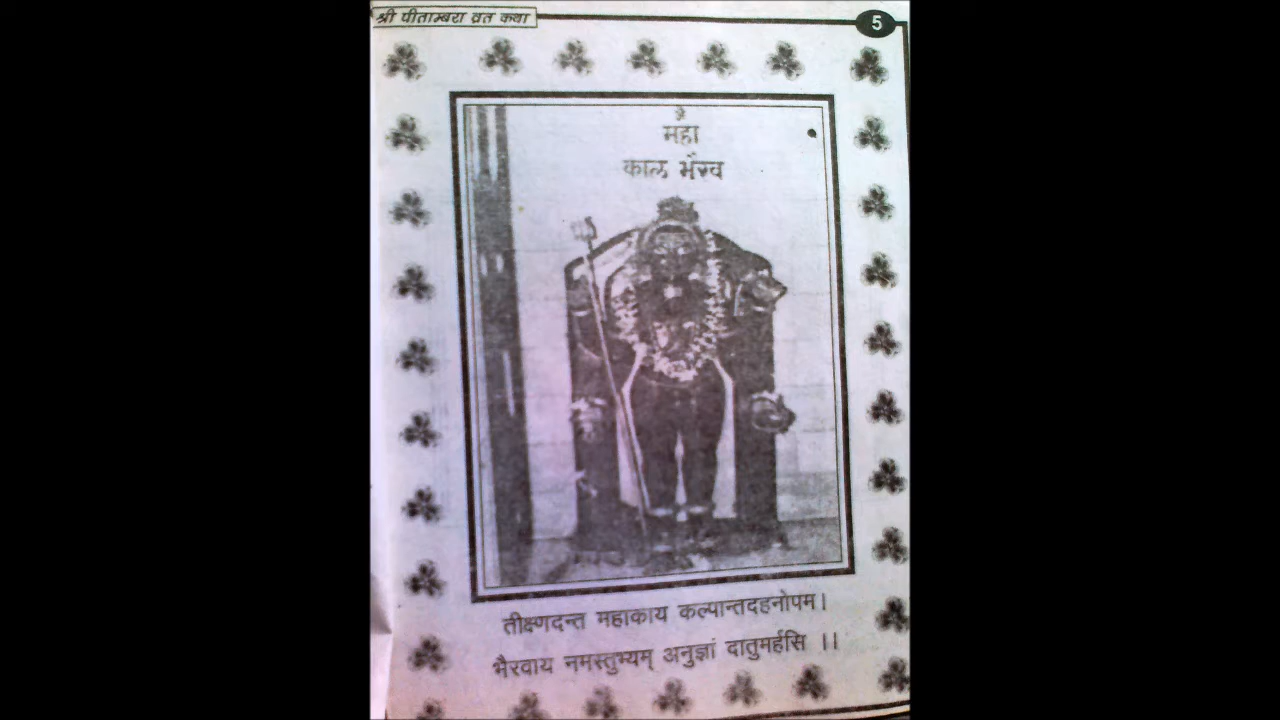 श्री पीताम्बरा व्रत कथा
5
महा
काल भैरव
तीक्ष्णदन्त महाकाय कल्पान्तदहनोपम।
भैरवाय नमस्तुभ्यम् अनुज्ञां दातुमर्हसि ।।